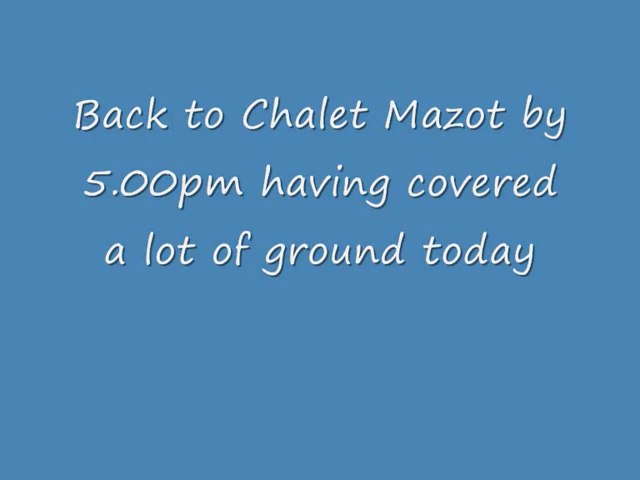 Back to Chalet Mazot by
5.00pm having covered
a lot of ground today